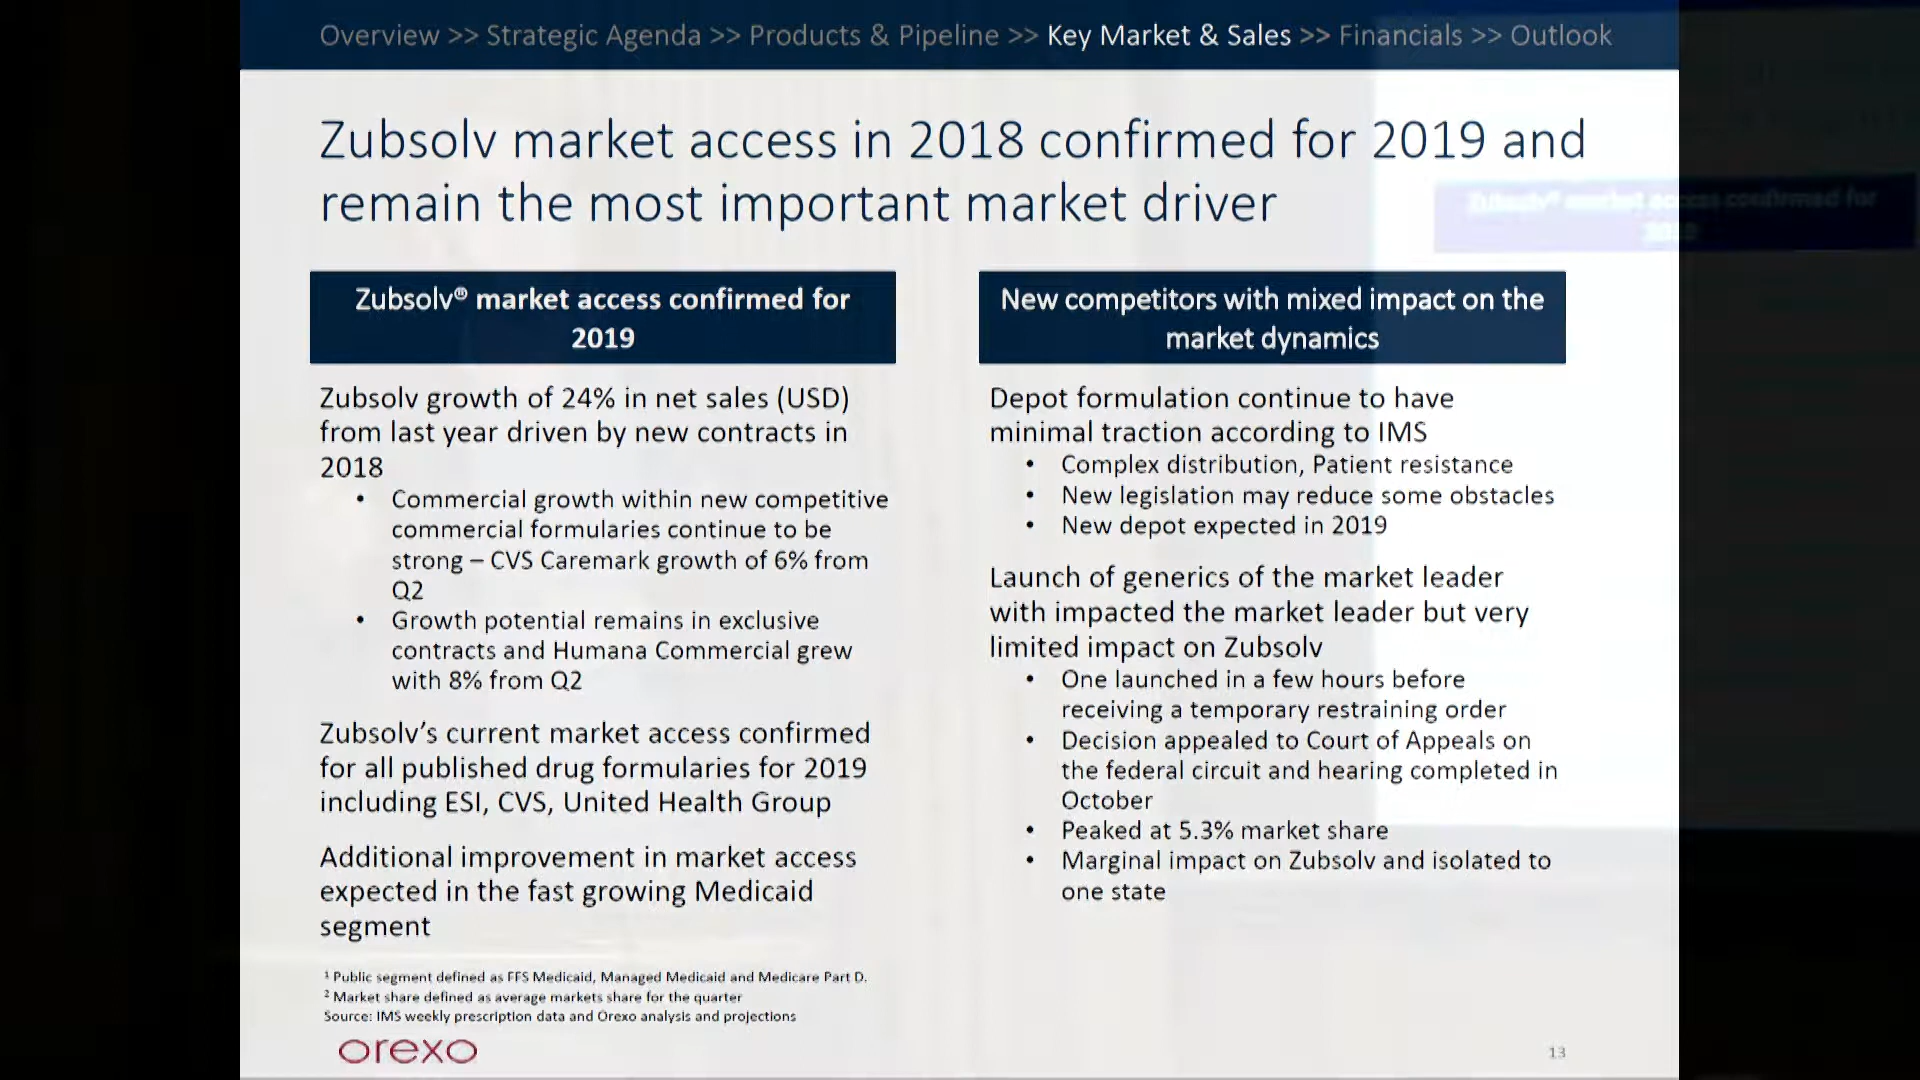 Overview >> Strategic Agenda >> Products & Pipeline >> Key Market & Sales >> Financials >> Outlook
Zubsolv market access in 2018 confirmed for 2019 and
remain the most important market driver
Zubsolv® market access confirmed for
2019
Zubsolv growth of 24% in net sales (USD)
from last year driven by new contracts in
2018
• Commercial growth within new competitive
commercial formularies continue to be
strong – CVS Caremark growth of 6% from
Q2
• Growth potential remains in exclusive
contracts and Humana Commercial grew
with 8% from Q2
Zubsolv’s current market access confirmed
for all published drug formularies for 2019
including ESI, CVS, United Health Group
Additional improvement in market access
expected in the fast growing Medicaid
segment
New competitors with mixed impact on the
market dynamics
Depot formulation continue to have
minimal traction according to IMS
• Complex distribution, Patient resistance
• New legislation may reduce some obstacles
• New depot expected in 2019
Launch of generics of the market leader
with impacted the market leader but very
limited impact on Zubsolv
• One launched in a few hours before
receiving a temporary restraining order
• Decision appealed to Court of Appeals on
the federal circuit and hearing completed in
October
• Peaked at 5.3% market share
• Marginal impact on Zubsolv and isolated to
one state
¹ Public segment defined as FFS Medicaid, Managed Medicaid and Medicare Part D.
² Market share defined as average markets share for the quarter
Source: IMS weekly prescription data and Orexo analysis and projections
orexo
13
Zubsolv® market access confirmed for
2019